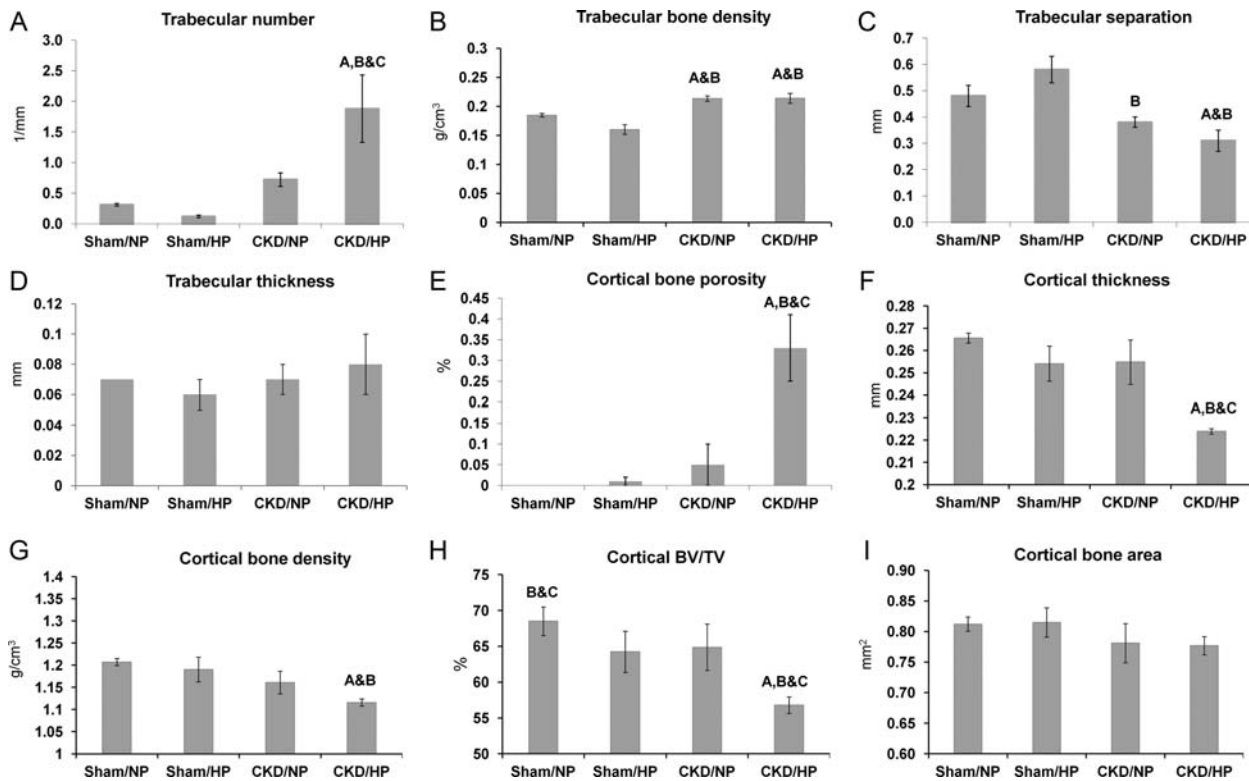 A
Trabecular number
3.0
2.5
2.0
1.5
1.0
0.5
0.0
1/mm
A,B&C
Sham/NP Sham/HP CKD/NP CKD/HP
B
Trabecular bone density
0.3
0.25
0.2
0.15
0.1
0.05
0
g/cm³
A&B A&B
Sham/NP Sham/HP CKD/NP CKD/HP
C
Trabecular separation
0.7
0.6
0.5
0.4
0.3
0.2
0.1
0.0
mm
B A&B
Sham/NP Sham/HP CKD/NP CKD/HP
D
Trabecular thickness
0.12
0.1
0.08
0.06
0.04
0.02
0
mm
Sham/NP Sham/HP CKD/NP CKD/HP
E
Cortical bone porosity
0.45
0.4
0.35
0.3
0.25
0.2
0.15
0.1
0.05
0
%
A,B&C
Sham/NP Sham/HP CKD/NP CKD/HP
F
Cortical thickness
0.28
0.27
0.26
0.25
0.24
0.23
0.22
0.21
0.2
mm
A,B&C
Sham/NP Sham/HP CKD/NP CKD/HP
G
Cortical bone density
1.4
1.35
1.3
1.25
1.2
1.15
1.1
1.05
1
g/cm³
A&B
Sham/NP Sham/HP CKD/NP CKD/HP
H
Cortical BV/TV
75
70
65
60
55
50
%
B&C
A,B&C
Sham/NP Sham/HP CKD/NP CKD/HP
I
Cortical bone area
0.90
0.85
0.80
0.75
0.70
0.65
0.60
mm²
Sham/NP Sham/HP CKD/NP CKD/HP